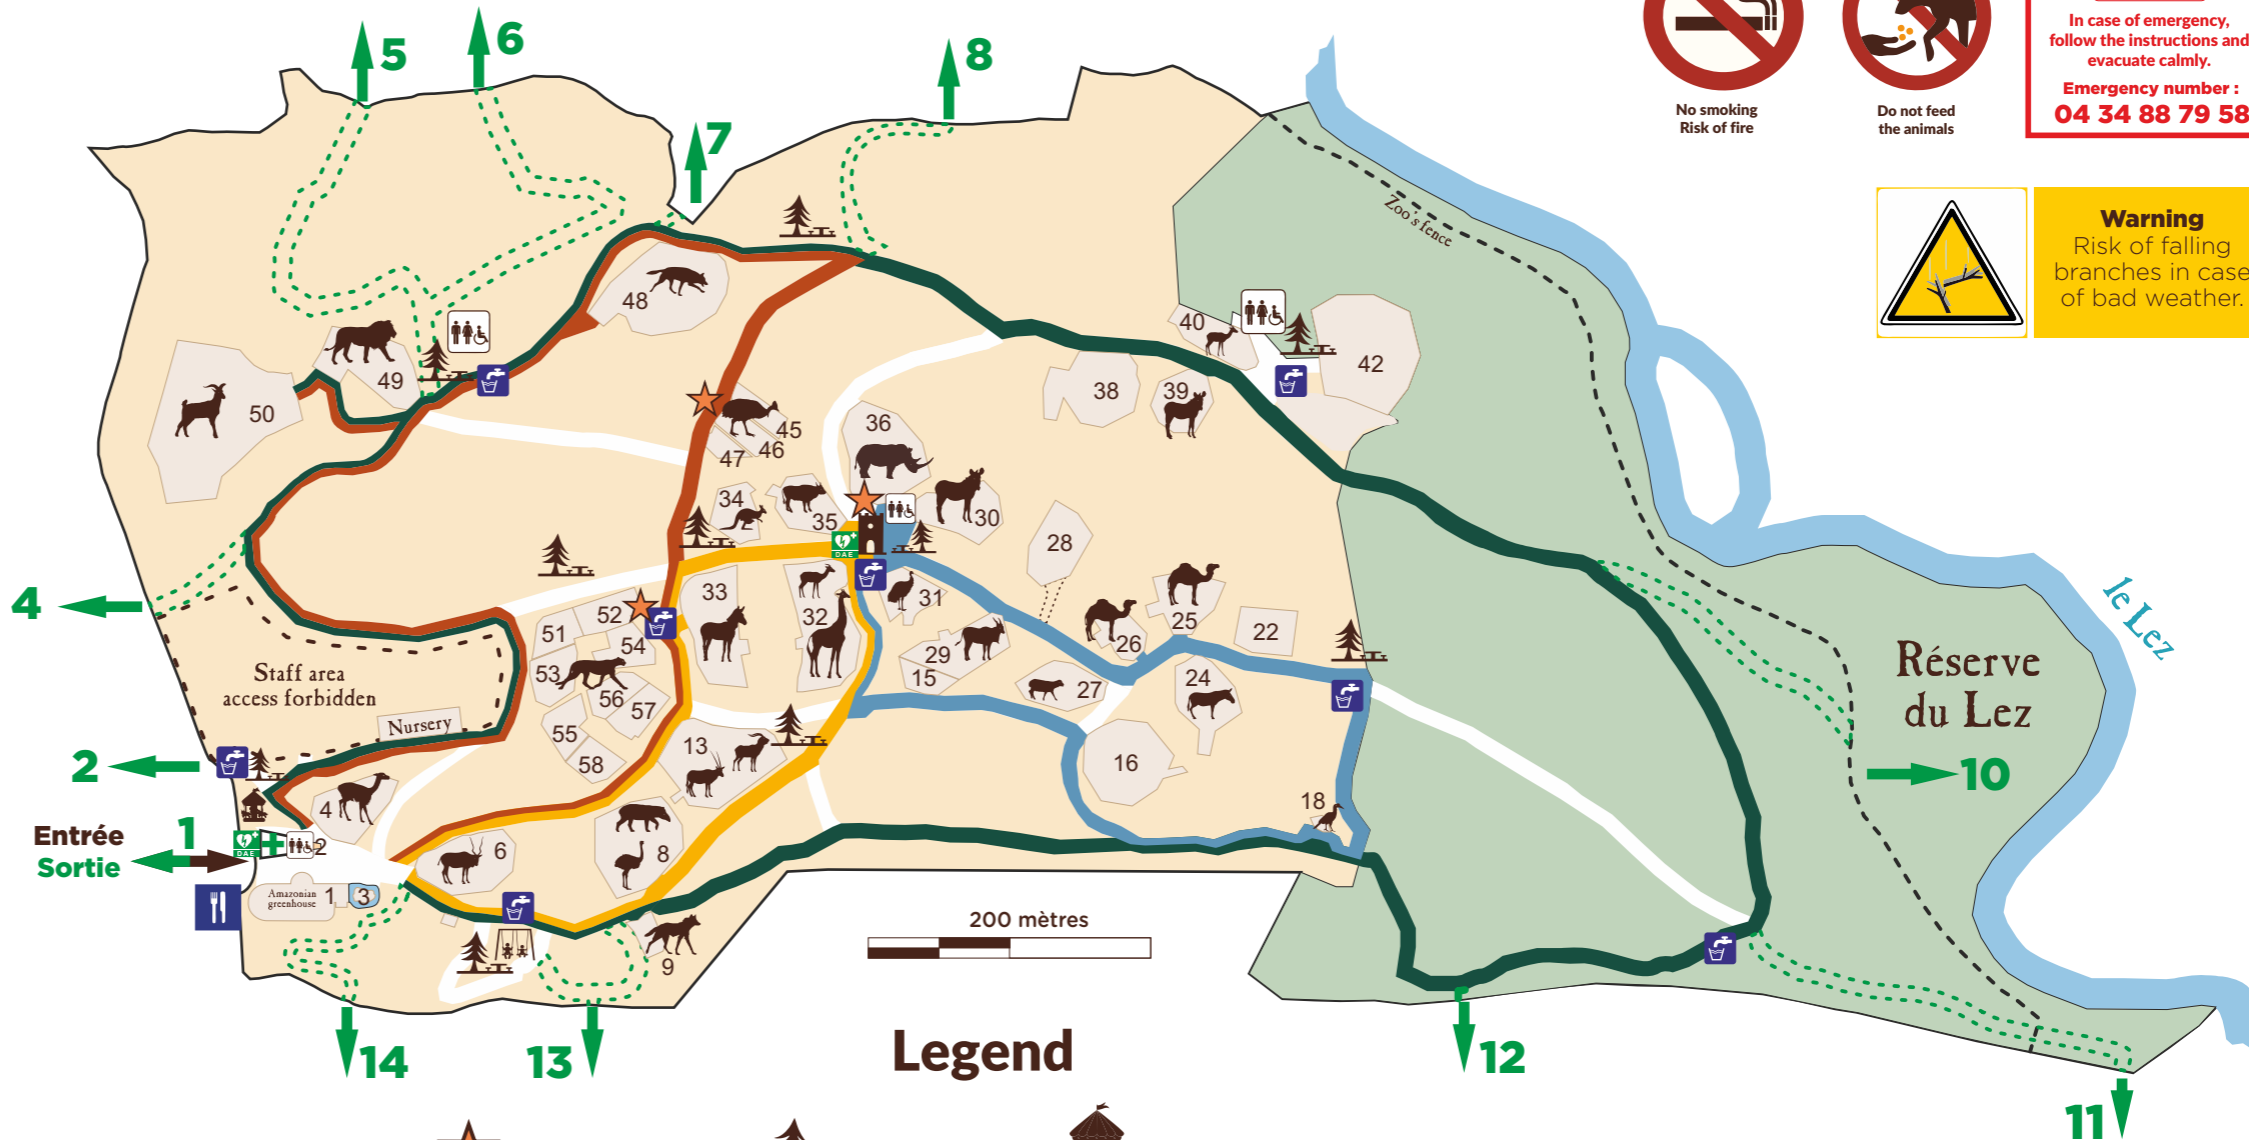 5
6
8
7
No smoking
Risk of fire
Do not feed
the animals
In case of emergency,
follow the instructions and
evacuate calmly.
Emergency number :
04 34 88 79 58
Zoo's fence
Warning
Risk of falling
branches in case
of bad weather.
48
40
42
49
50
38
39
36
45
46
47
34
35
30
28
DAE
4
33
32
31
52
51
54
53
56
57
55
58
29
15
26
25
22
27
24
16
18
Staff area
access forbidden
Nursery
Réserve
du Lez
le Lez
2
10
13
4
Entrée
1
Sortie
DAE
2
6
8
Amazonian
greenhouse
1
3
9
200 mètres
14
13
12
11
Legend